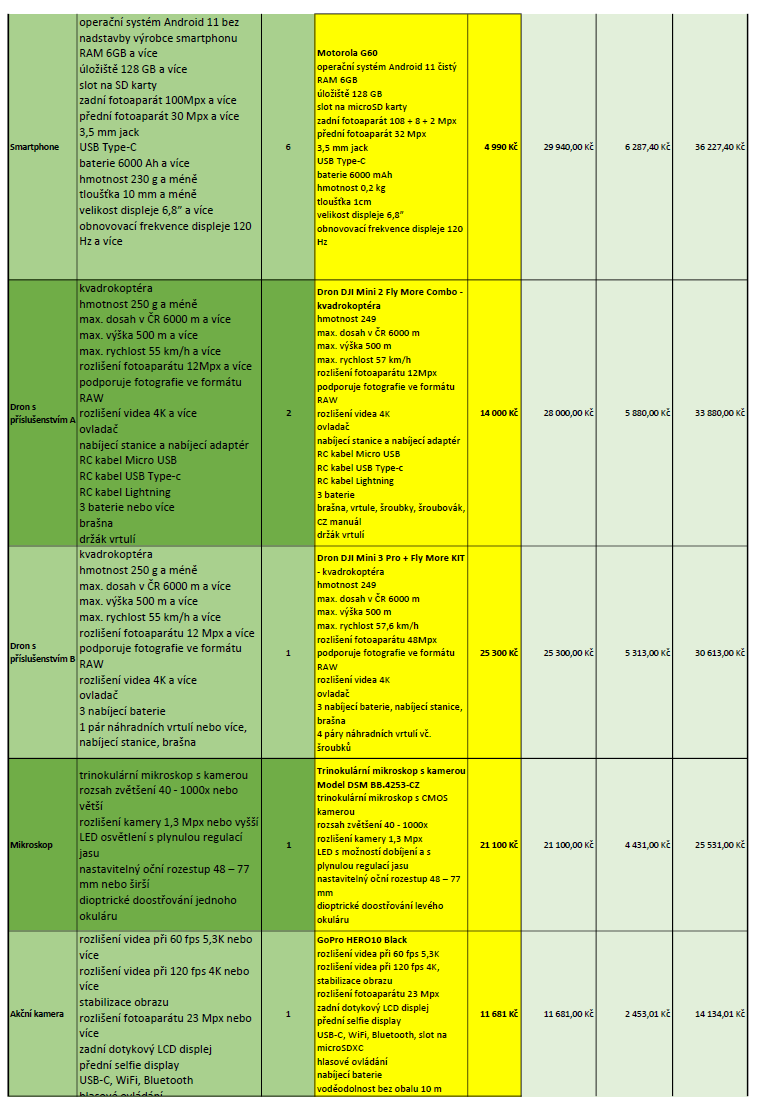 Smartphone
operační systém Android 11 bez
nadstavby výrobce smartphonu
RAM 6GB a více
úložiště 128 GB a více
slot na SD karty
zadní fotoaparát 100Mpx a více
přední fotoaparát 30 Mpx a více
3,5 mm jack
USB Type-C
baterie 6000 Ah a více
hmotnost 230 g a méně
tloušťka 10 mm a méně
velikost displeje 6,8" a více
obnovovací frekvence displeje 120
Hz a více
6
Motorola G60
operační systém Android 11 čistý
RAM 6GB
úložiště 128 GB
slot na microSD karty
zadní fotoaparát 108 + 8 + 2 Mpx
přední fotoaparát 32 Mpx
3,5 mm jack
USB Type-C
baterie 6000 mAh
hmotnost 0,2 kg
tloušťka 1cm
velikost displeje 6,8"
obnovovací frekvence displeje 120
Hz
4 990 Kč
29 940,00 Kč
6 287,40 Kč
36 227,40 Kč
Dron s
příslušenstvím A
kvadrokoptéra
hmotnost 250 g a méně
max. dosah v ČR 6000 m a více
max. výška 500 m a více
max. rychlost 55 km/h a více
rozlišení fotoaparátu 12Mpx a více
podporuje fotografie ve formátu
RAW
rozlišení videa 4K a více
ovladač
nabíjecí stanice a nabíjecí adaptér
RC kabel Micro USB
RC kabel USB Type-c
RC kabel Lightning
3 baterie nebo více
brašna
držák vrtulí
2
Dron DJI Mini 2 Fly More Combo -
kvadrokoptéra
hmotnost 249
max. dosah v ČR 6000 m
max. výška 500 m
max. rychlost 57 km/h
rozlišení fotoaparátu 12Mpx
podporuje fotografie ve formátu
RAW
rozlišení videa 4K
ovladač
nabíjecí stanice a nabíjecí adaptér
RC kabel Micro USB
RC kabel USB Type-c
RC kabel Lightning
3 baterie
brašna, vrtule, šroubky, šroubovák,
CZ manuál
držák vrtulí
14 000 Kč
28 000,00 Kč
5 880,00 Kč
33 880,00 Kč
Dron s
příslušenstvím B
kvadrokoptéra
hmotnost 250 g a méně
max. dosah v ČR 6000 m a více
max. výška 500 m a více
max. rychlost 55 km/h a více
rozlišení fotoaparátu 12 Mpx a více
podporuje fotografie ve formátu
RAW
rozlišení videa 4K a více
ovladač
3 nabíjecí baterie
1 pár náhradních vrtulí nebo více,
nabíjecí stanice, brašna
1
Dron DJI Mini 3 Pro + Fly More KIT
- kvadrokoptéra
hmotnost 249
max. dosah v ČR 6000 m
max. výška 500 m
max. rychlost 57,6 km/h
rozlišení fotoaparátu 48Mpx
podporuje fotografie ve formátu
RAW
rozlišení videa 4K
ovladač
3 nabíjecí baterie, nabíjecí stanice,
brašna
4 páry náhradních vrtulí vč.
šroubků
25 300 Kč
25 300,00 Kč
5 313,00 Kč
30 613,00 Kč
Mikroskop
trinokulární mikroskop s kamerou
rozsah zvětšení 40 - 1000x nebo
větší
rozlišení kamery 1,3 Mpx nebo vyšší
LED osvětlení s plynulou regulací
jasu
nastavitelný oční rozestup 48 – 77
mm nebo širší
dioptrické doostřování jednoho
okuláru
1
Trinokulární mikroskop s kamerou
Model DSM BB.4253-CZ
trinokulární mikroskop s CMOS
kamerou
rozsah zvětšení 40 - 1000x
rozlišení kamery 1,3 Mpx
LED s možností dobíjení a s
plynulou regulací jasu
nastavitelný oční rozestup 48 – 77
mm
dioptrické doostřování levého
okuláru
21 100 Kč
21 100,00 Kč
4 431,00 Kč
25 531,00 Kč
Akční kamera
rozlišení videa při 60 fps 5,3K nebo
více
rozlišení videa při 120 fps 4K nebo
více
stabilizace obrazu
rozlišení fotoaparátu 23 Mpx nebo
více
zadní dotykový LCD displej
přední selfie display
USB-C, WiFi, Bluetooth
hlasové ovládání
1
GoPro HERO10 Black
rozlišení videa při 60 fps 5,3K
rozlišení videa při 120 fps 4K,
stabilizace obrazu
rozlišení fotoaparátu 23 Mpx
zadní dotykový LCD displej
přední selfie display
USB-C, WiFi, Bluetooth, slot na
microSDXC
hlasové ovládání
nabíjecí baterie
voděodolnost bez obalu 10 m
11 681 Kč
11 681,00 Kč
2 453,01 Kč
14 134,01 Kč